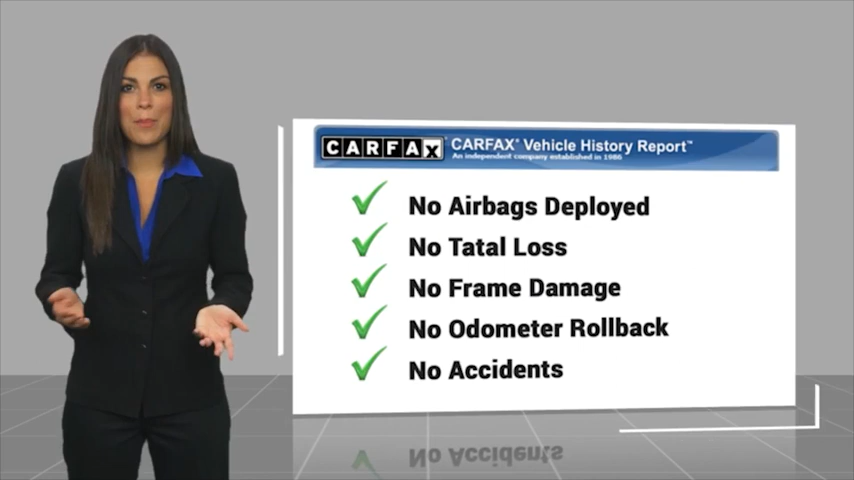 CARFAX CARFAX® Vehicle History Report™
An independent company established in 1986
No Airbags Deployed
No Tatal Loss
No Frame Damage
No Odometer Rollback
No Accidents
No Accidents